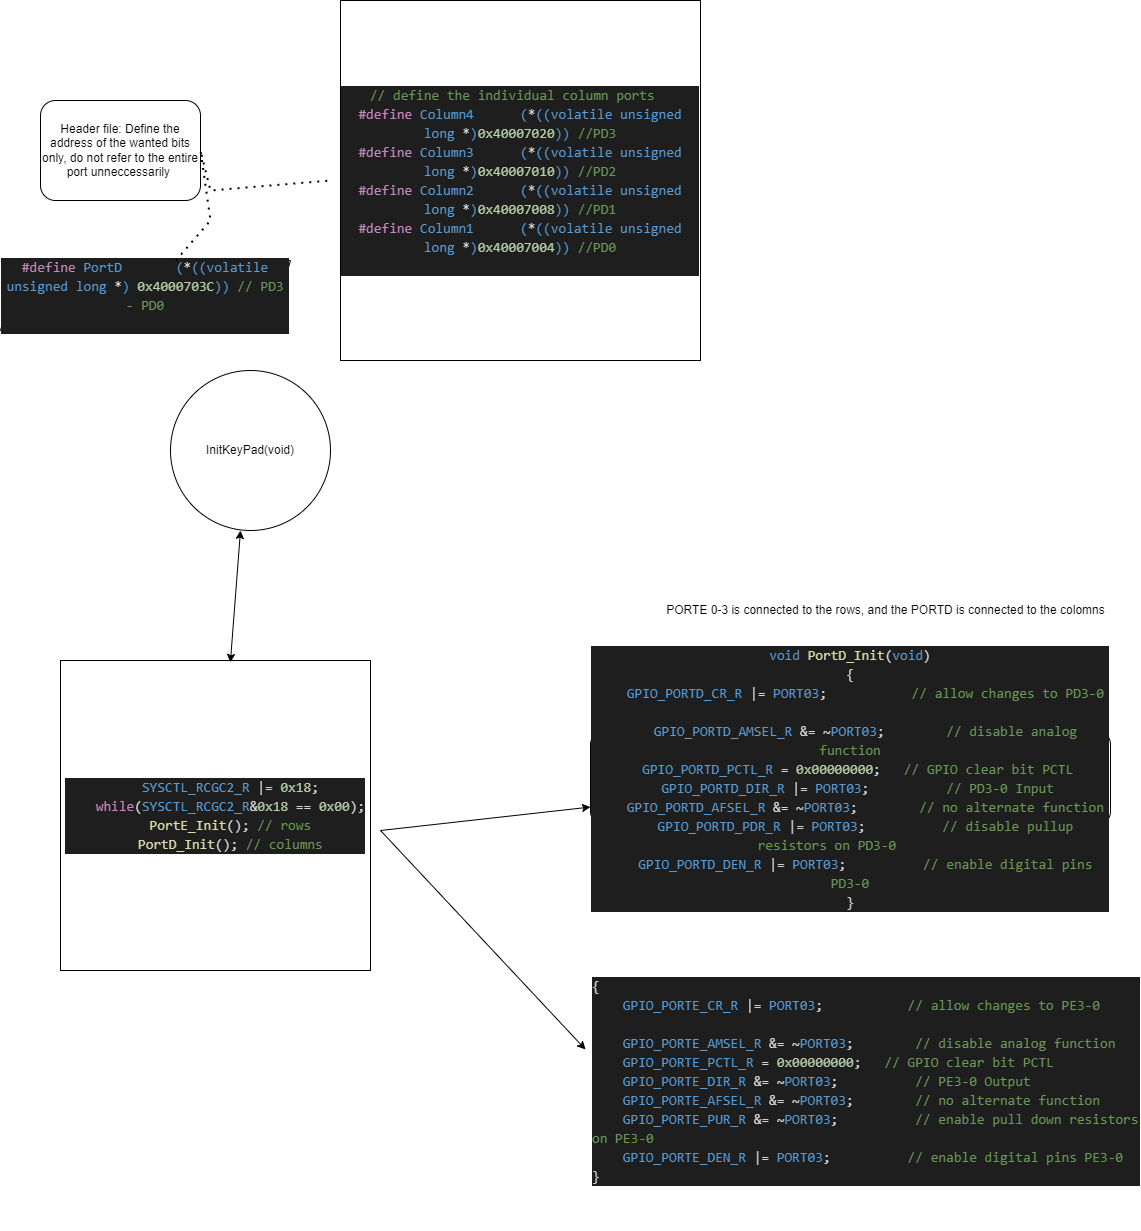 // define the individual column ports
#define Column4      (*((volatile unsigned
long *)0x40007020)) //PD3
#define Column3      (*((volatile unsigned
long *)0x40007010)) //PD2
#define Column2      (*((volatile unsigned
long *)0x40007008)) //PD1
#define Column1      (*((volatile unsigned
long *)0x40007004)) //PD0
Header file: Define the
address of the wanted bits
only, do not refer to the entire
port unneccessarily
#define PortD       (*((volatile
unsigned long *) 0x4000703C)) // PD3
- PD0
InitKeyPad(void)
PORTE 0-3 is connected to the rows, and the PORTD is connected to the colomns
SYSCTL_RCGC2_R |= 0x18;
while(SYSCTL_RCGC2_R&0x18 == 0x00);
PortE_Init(); // rows
PortD_Init(); // columns
void PortD_Init(void)
{
GPIO_PORTD_CR_R |= PORT03;           // allow changes to PD3-0
GPIO_PORTD_AMSEL_R &= ~PORT03;        // disable analog
function
GPIO_PORTD_PCTL_R = 0x00000000;   // GPIO clear bit PCTL
GPIO_PORTD_DIR_R |= PORT03;          // PD3-0 Input
GPIO_PORTD_AFSEL_R &= ~PORT03;        // no alternate function
GPIO_PORTD_PDR_R |= PORT03;          // disable pullup
resistors on PD3-0
GPIO_PORTD_DEN_R |= PORT03;          // enable digital pins
PD3-0
}
{
GPIO_PORTE_CR_R |= PORT03;           // allow changes to PE3-0
GPIO_PORTE_AMSEL_R &= ~PORT03;        // disable analog function
GPIO_PORTE_PCTL_R = 0x00000000;   // GPIO clear bit PCTL
GPIO_PORTE_DIR_R &= ~PORT03;          // PE3-0 Output
GPIO_PORTE_AFSEL_R &= ~PORT03;        // no alternate function
GPIO_PORTE_PUR_R &= ~PORT03;          // enable pull down resistors
on PE3-0
GPIO_PORTE_DEN_R |= PORT03;          // enable digital pins PE3-0
}